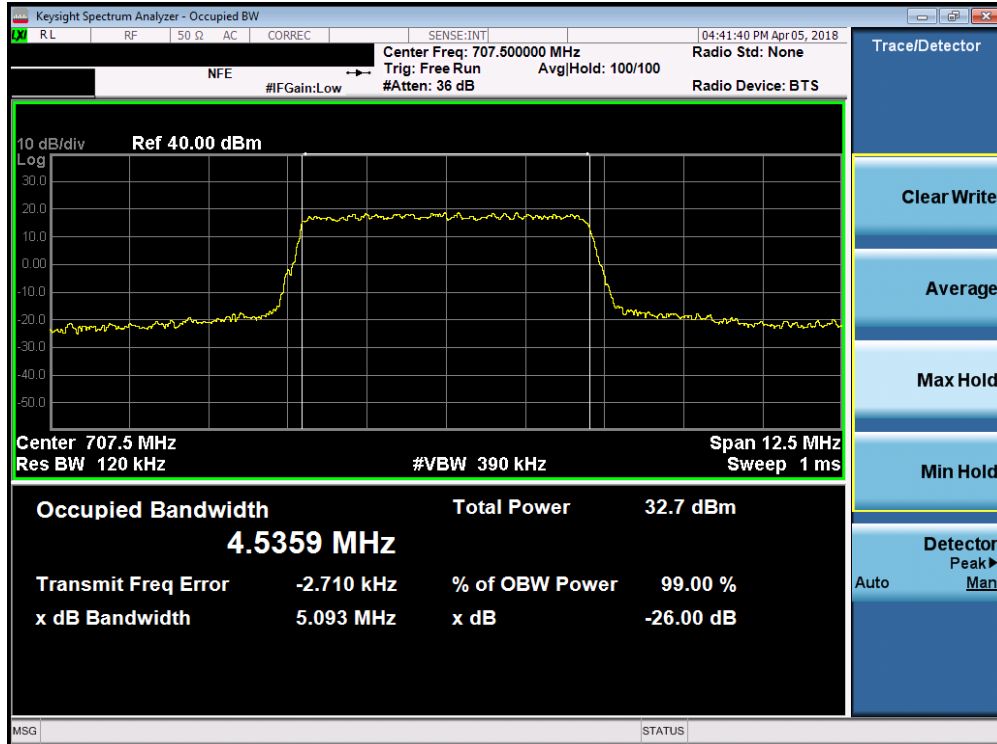 Keysight Spectrum Analyzer - Occupied BW
LXI RL RF 50 Ω AC CORREC SENSE:INT 04:41:40 PM Apr 05, 2018
Center Freq: 707.500000 MHz Radio Std: None
NFE Trig: Free Run Avg|Hold: 100/100
#IFGain:Low #Atten: 36 dB Radio Device: BTS
10 dB/div Ref 40.00 dBm
Log
30.0
20.0
10.0
0.00
-10.0
-20.0
-30.0
-40.0
-50.0
Center 707.5 MHz Span 12.5 MHz
Res BW 120 kHz #VBW 390 kHz Sweep 1 ms
Occupied Bandwidth Total Power 32.7 dBm
4.5359 MHz
Transmit Freq Error -2.710 kHz % of OBW Power 99.00 %
x dB Bandwidth 5.093 MHz x dB -26.00 dB
MSG STATUS
Trace/Detector
Clear Write
Average
Max Hold
Min Hold
Detector
Peak▶
Auto Man